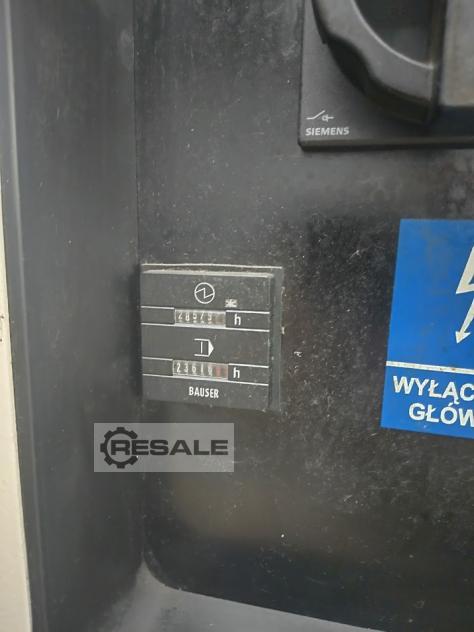 SIEMENS
h
h
BAUSER
WYŁĄC
GŁÓW
RESALE